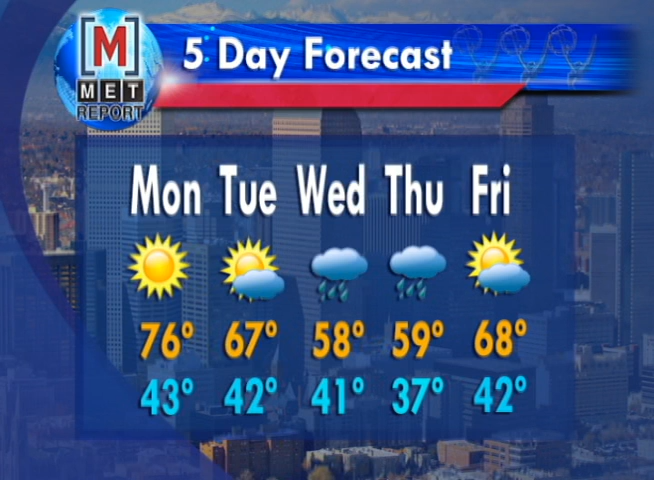 [M]
MET
REPORT
5 Day Forecast
Mon Tue Wed Thu Fri
76° 67° 58° 59° 68°
43° 42° 41° 37° 42°